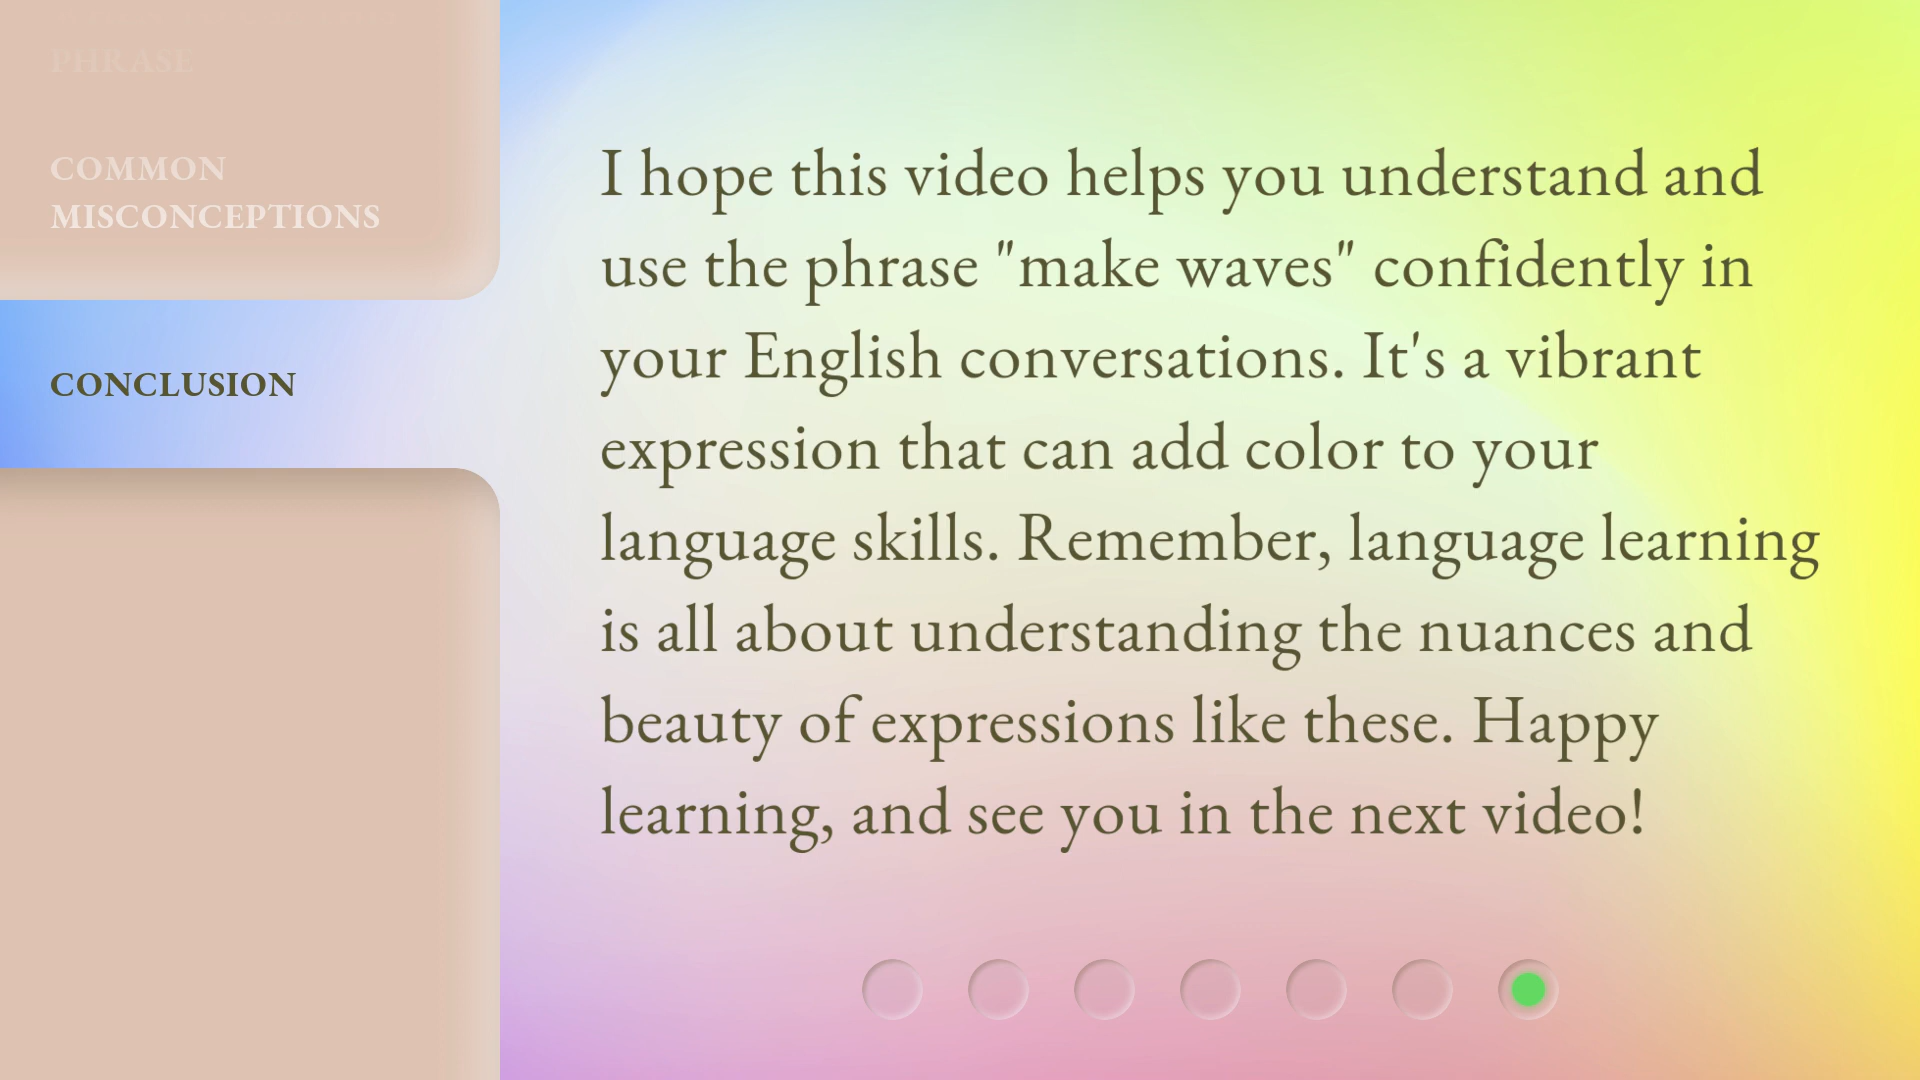 PHRASE
COMMON
MISCONCEPTIONS
CONCLUSION
I hope this video helps you understand and
use the phrase "make waves" confidently in
your English conversations. It's a vibrant
expression that can add color to your
language skills. Remember, language learning
is all about understanding the nuances and
beauty of expressions like these. Happy
learning, and see you in the next video!